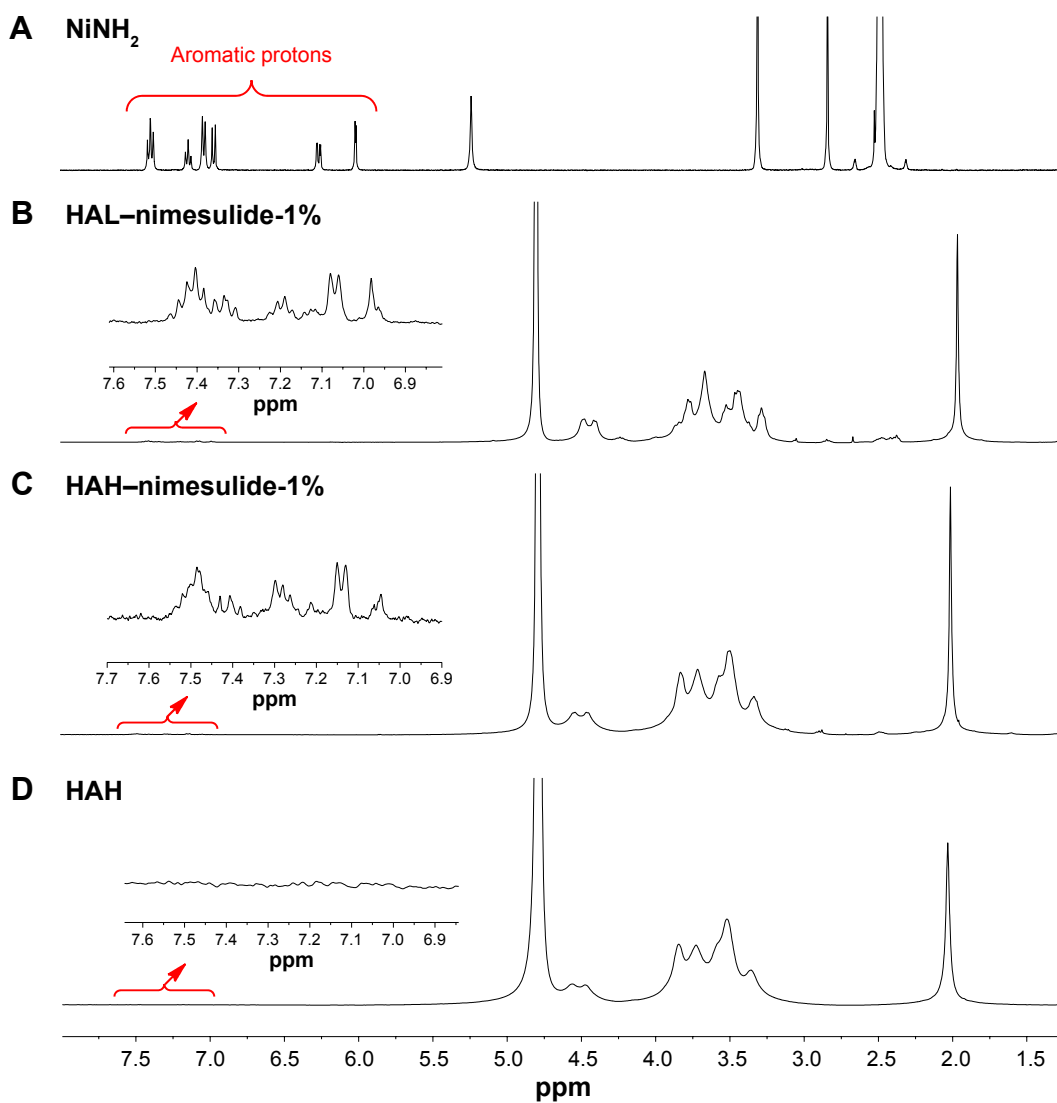 A NiNH₂
Aromatic protons
B HAL–nimesulide-1%
7.6 7.5 7.4 7.3 7.2 7.1 7.0 6.9
ppm
C HAH–nimesulide-1%
7.7 7.6 7.5 7.4 7.3 7.2 7.1 7.0 6.9
ppm
D HAH
7.6 7.5 7.4 7.3 7.2 7.1 7.0 6.9
ppm
7.5 7.0 6.5 6.0 5.5 5.0 4.5 4.0 3.5 3.0 2.5 2.0 1.5
ppm